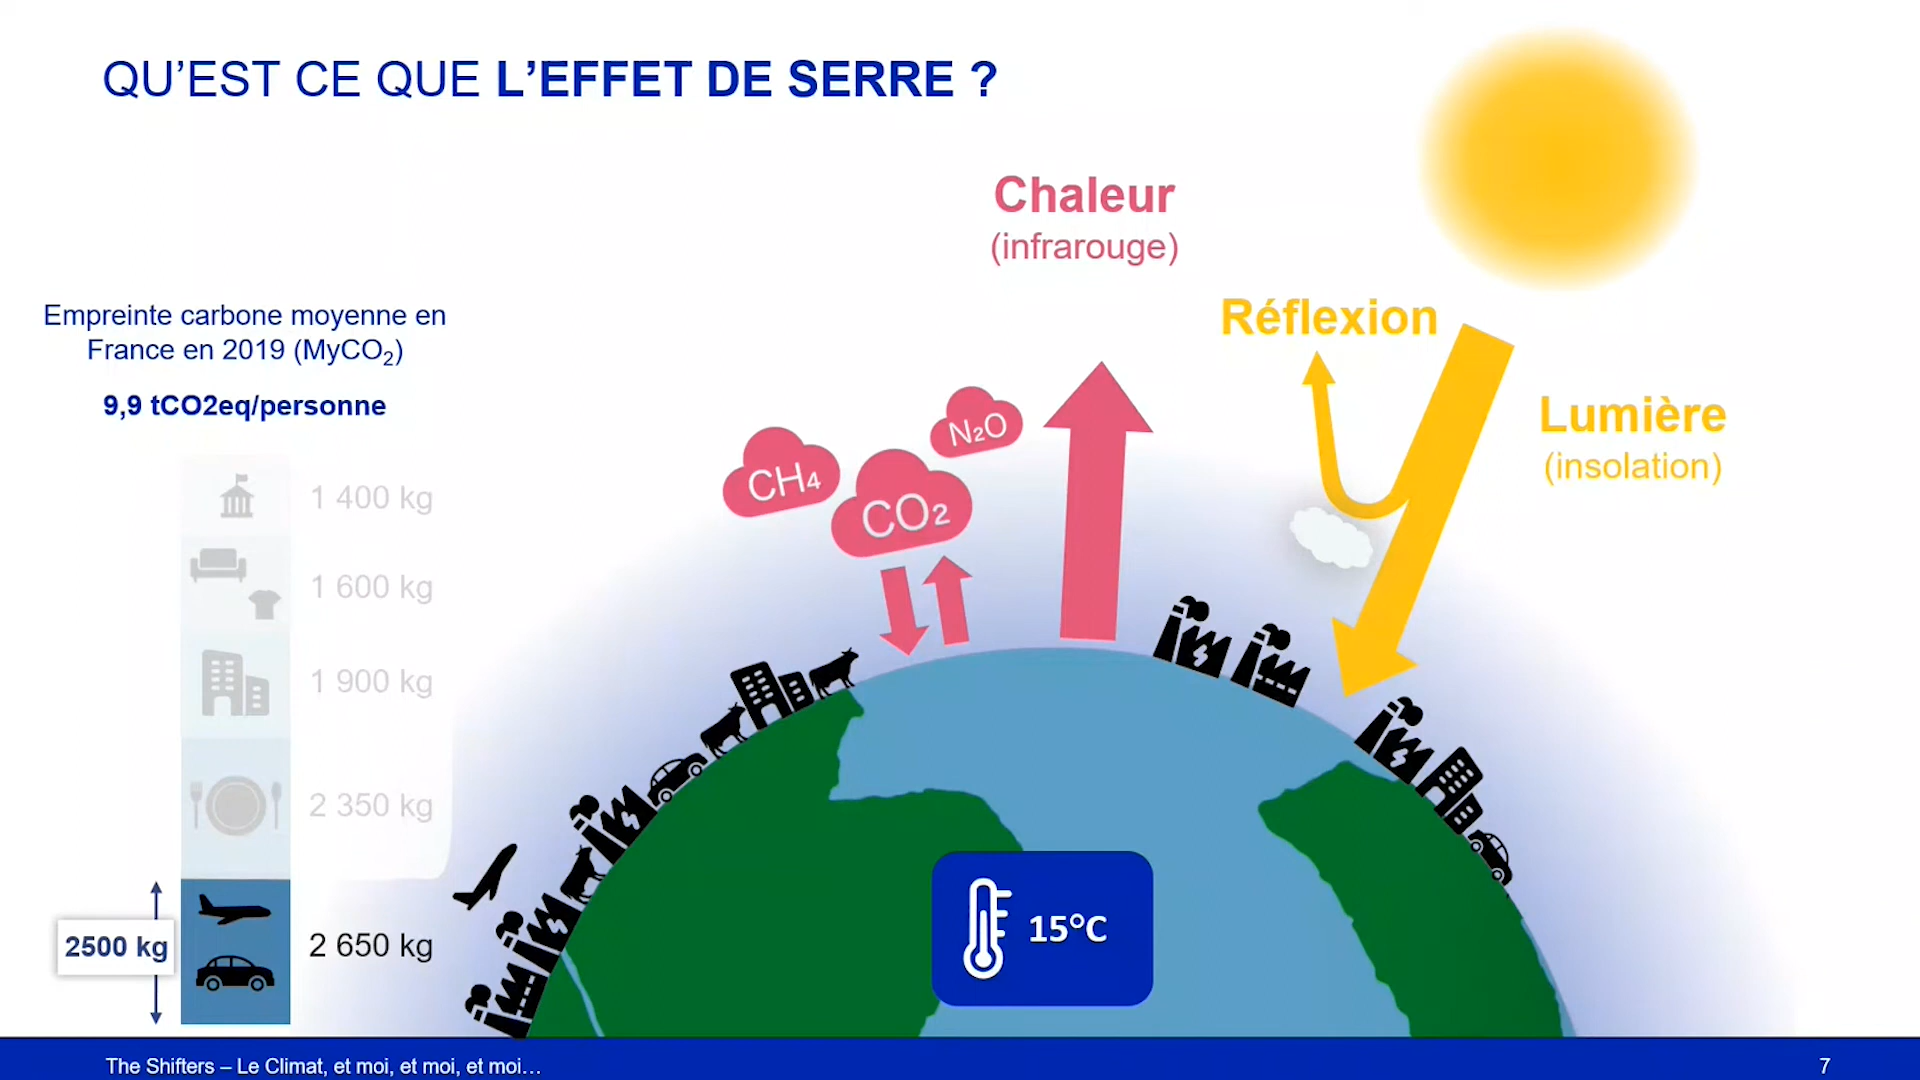 QU’EST CE QUE L’EFFET DE SERRE ?
Chaleur
(infrarouge)
Réflexion
Lumière
(insolation)
Empreinte carbone moyenne en
France en 2019 (MyCO₂)
9,9 tCO2eq/personne
1 400 kg
1 600 kg
1 900 kg
2 350 kg
2500 kg
2 650 kg
CH₄
CO₂
N₂O
15°C
The Shifters – Le Climat, et moi, et moi, et moi…
7